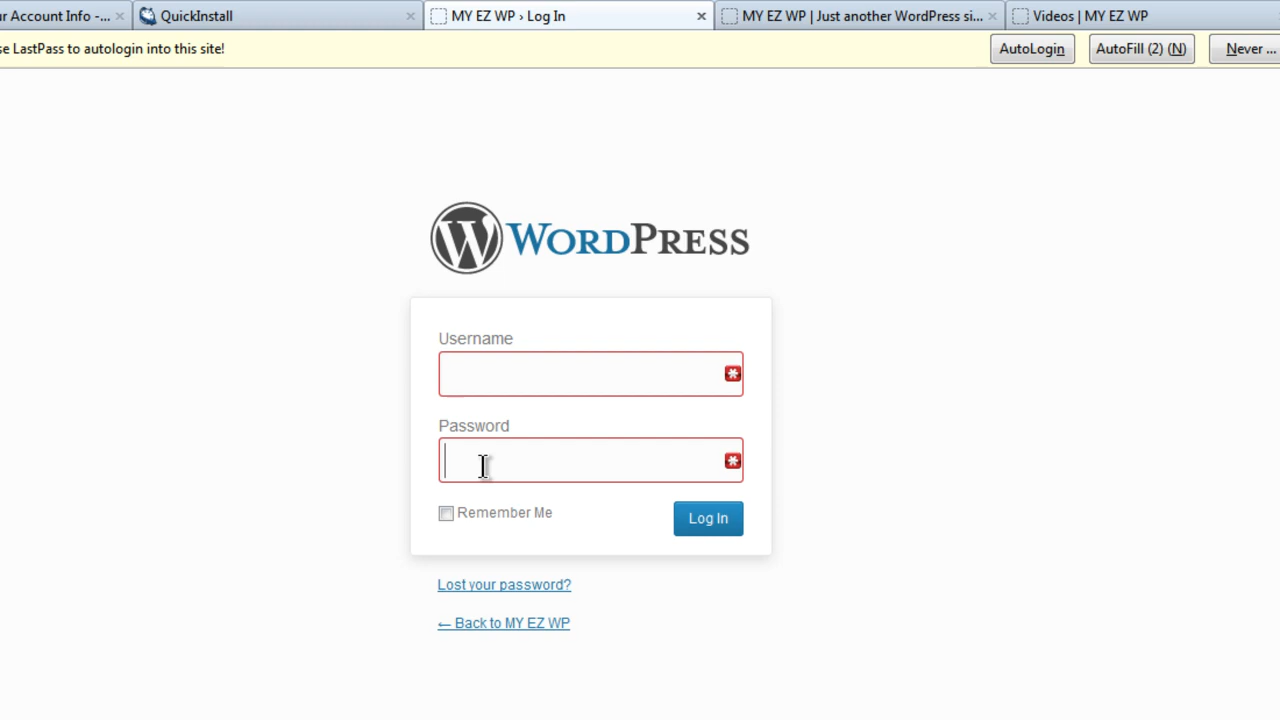 r Account Info -...
QuickInstall
MY EZ WP › Log In
MY EZ WP | Just another WordPress si...
Videos | MY EZ WP
se LastPass to autologin into this site!
AutoLogin
AutoFill (2) (N)
Never ...
WORDPRESS
Username
Password
Remember Me
Log In
Lost your password?
← Back to MY EZ WP